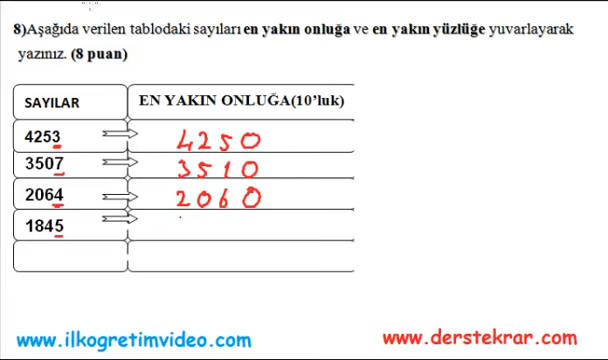 8)Aşağıda verilen tablodaki sayıları en yakın onluğa ve en yakın yüzlüğe yuvarlayarak
yazınız. (8 puan)
SAYILAR EN YAKIN ONLUĞA(10'luk)
4253 4250
3507 3510
2064 2060
1845
www.ilkogretimvideo.com www.derstekrar.com